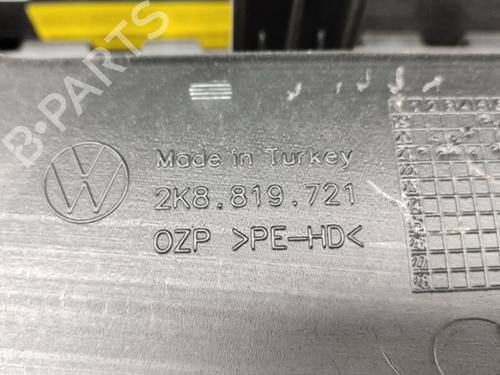 B-PARTS
Made in Turkey
2K8.819.721
OZP >PE-HD<